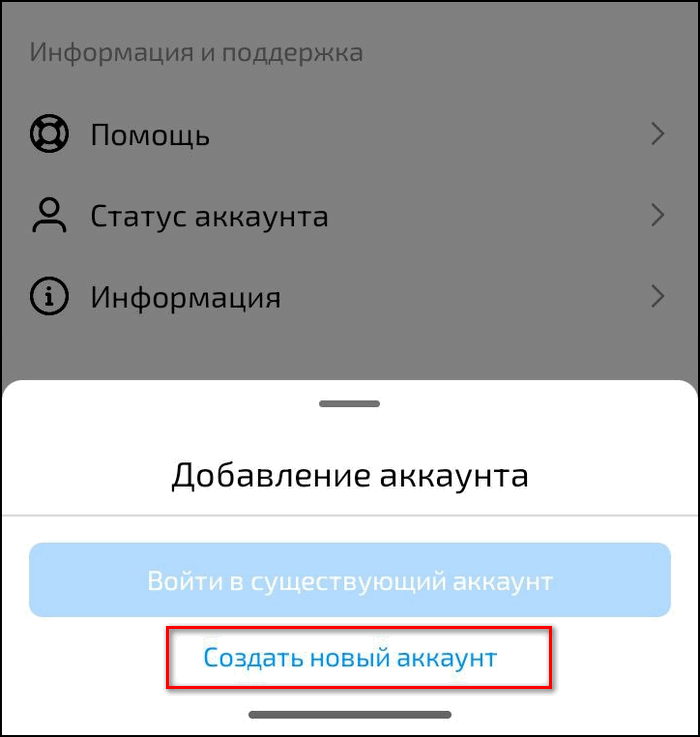 Информация и поддержка
Помощь
Статус аккаунта
Информация
Добавление аккаунта
Войти в существующий аккаунт
Создать новый аккаунт